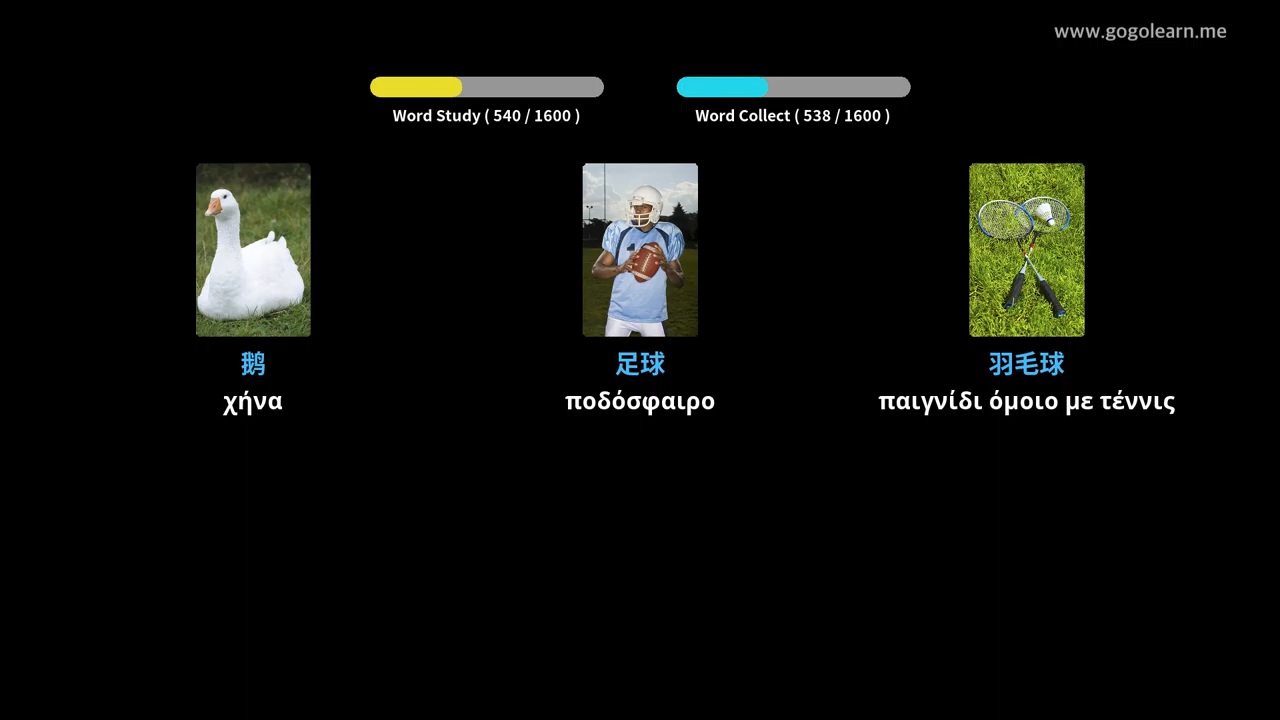 www.gogolearn.me
Word Study ( 540 / 1600 )
Word Collect ( 538 / 1600 )
鹅
足球
羽毛球
χήνα
ποδόσφαιρο
παιγνίδι όμοιο με τέννις